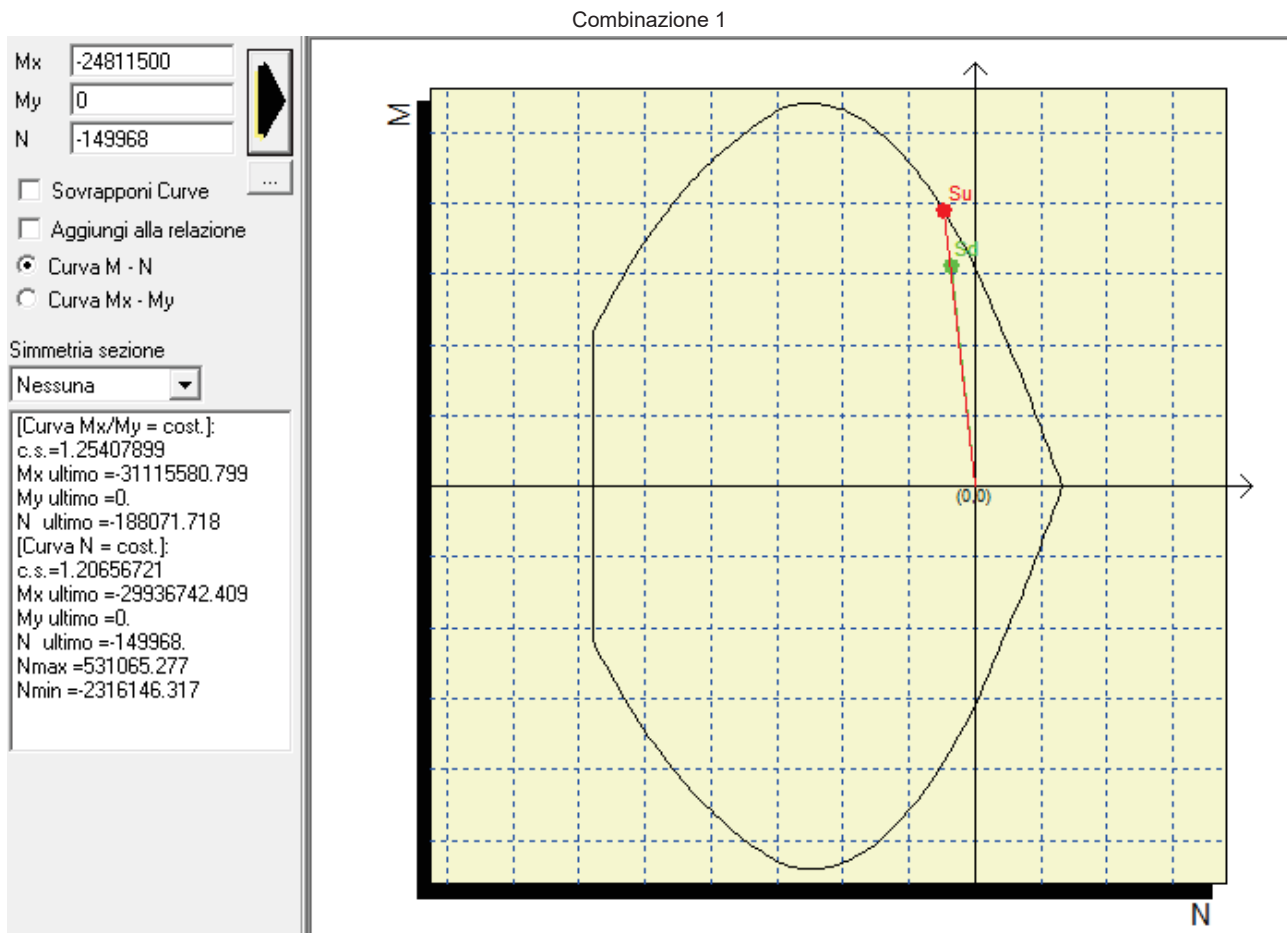 Combinazione 1
Mx -24811500
My 0
N -149968
...
Sovrapponi Curve
Aggiungi alla relazione
Curva M - N
Curva Mx - My
Simmetria sezione
Nessuna
[Curva Mx/My = cost.]:
c.s.=1.25407899
Mx ultimo =-31115580.799
My ultimo =0.
N ultimo =-188071.718
[Curva N = cost.]:
c.s.=1.20656721
Mx ultimo =-29936742.409
My ultimo =0.
N ultimo =-149968.
Nmax =531065.277
Nmin =-2316146.317
M
Su
Sd
(0,0)
N